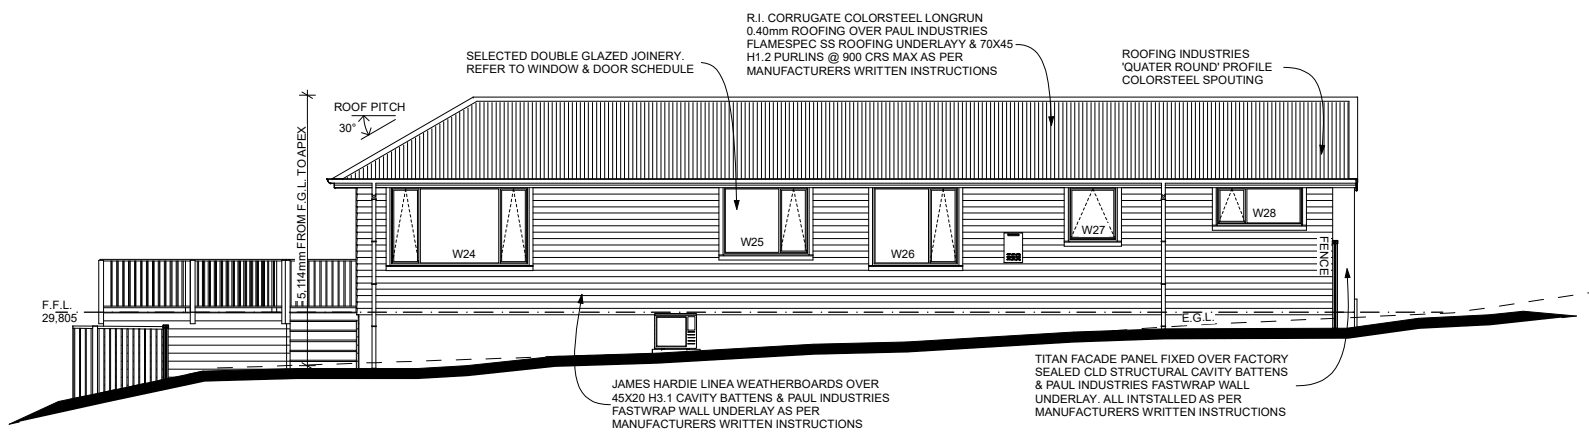 R.I. CORRUGATE COLORSTEEL LONGRUN
0.40mm ROOFING OVER PAUL INDUSTRIES
FLAMESPEC SS ROOFING UNDERLAYY & 70X45
H1.2 PURLINS @ 900 CRS MAX AS PER
MANUFACTURERS WRITTEN INSTRUCTIONS
SELECTED DOUBLE GLAZED JOINERY.
REFER TO WINDOW & DOOR SCHEDULE
ROOFING INDUSTRIES
'QUATER ROUND' PROFILE
COLORSTEEL SPOUTING
ROOF PITCH
30°
5,114mm FROM F.G.L. TO APEX
W24
W25
W26
W27
W28
FENCE
F.F.L.
29,805
E.G.L.
JAMES HARDIE LINEA WEATHERBOARDS OVER
45X20 H3.1 CAVITY BATTENS & PAUL INDUSTRIES
FASTWRAP WALL UNDERLAY AS PER
MANUFACTURERS WRITTEN INSTRUCTIONS
TITAN FACADE PANEL FIXED OVER FACTORY
SEALED CLD STRUCTURAL CAVITY BATTENS
& PAUL INDUSTRIES FASTWRAP WALL
UNDERLAY. ALL INTSTALLED AS PER
MANUFACTURERS WRITTEN INSTRUCTIONS